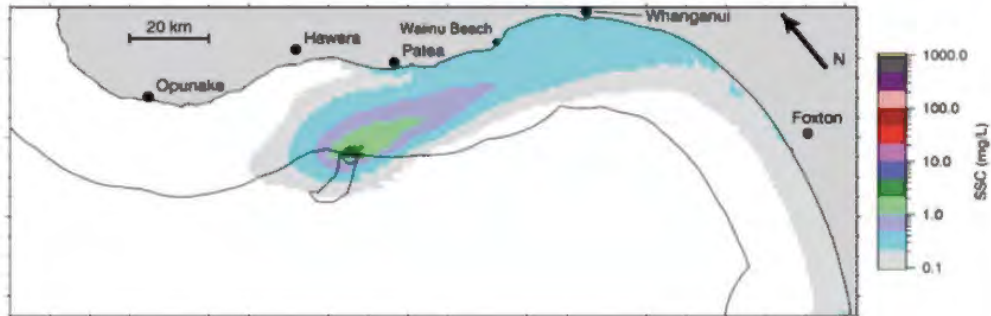 20 km
Opunake
Hawera
Patea
Wainu Beach
Whanganui
N
Foxton
1000.0
100.0
10.0
1.0
0.1
SSC (mg/L)